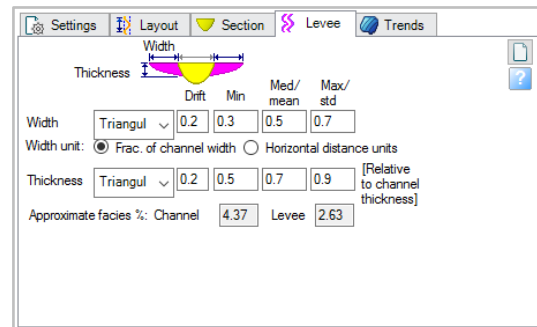 Settings Layout Section Levee Trends
Width
Thickness
Drift Min Med/ mean Max/ std
Width Triangul 0.2 0.3 0.5 0.7
Width unit: Frac. of channel width Horizontal distance units
Thickness Triangul 0.2 0.5 0.7 0.9 [Relative to channel thickness]
Approximate facies %: Channel 4.37 Levee 2.63
?